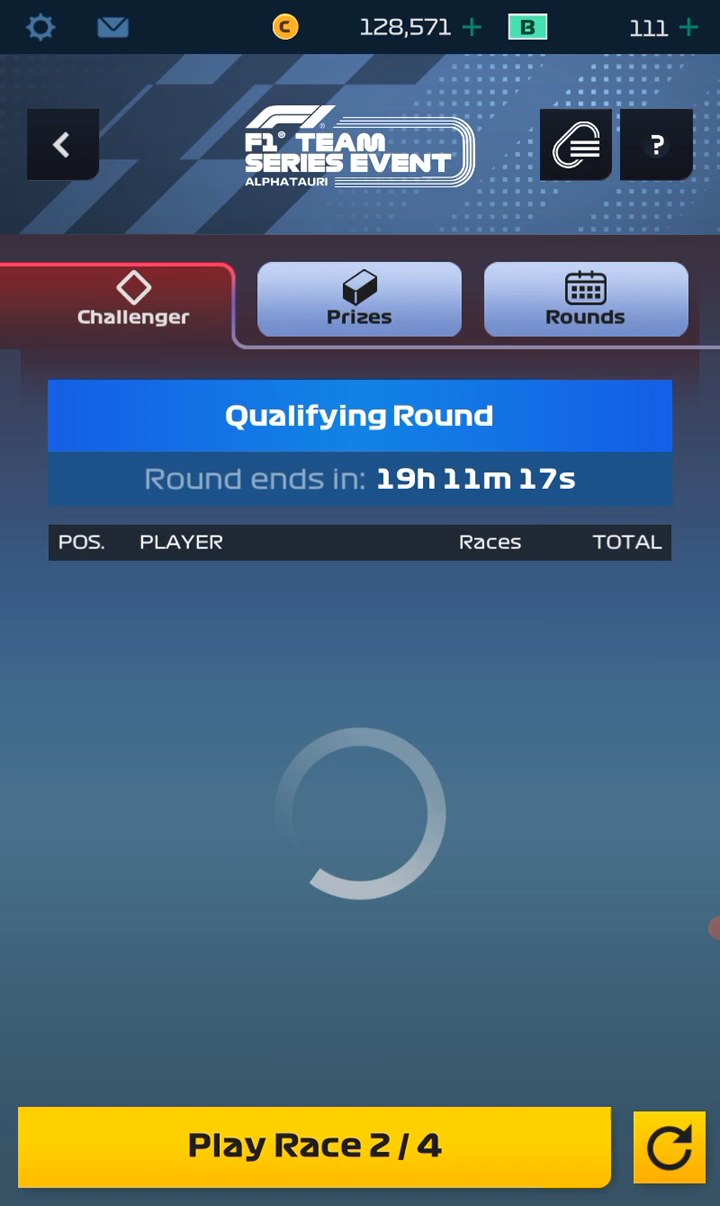 C 128,571 + B 111 +
F1® TEAM
SERIES EVENT
ALPHATAURI
?
Challenger Prizes Rounds
Qualifying Round
Round ends in: 19h 11m 17s
POS. PLAYER Races TOTAL
Play Race 2 / 4